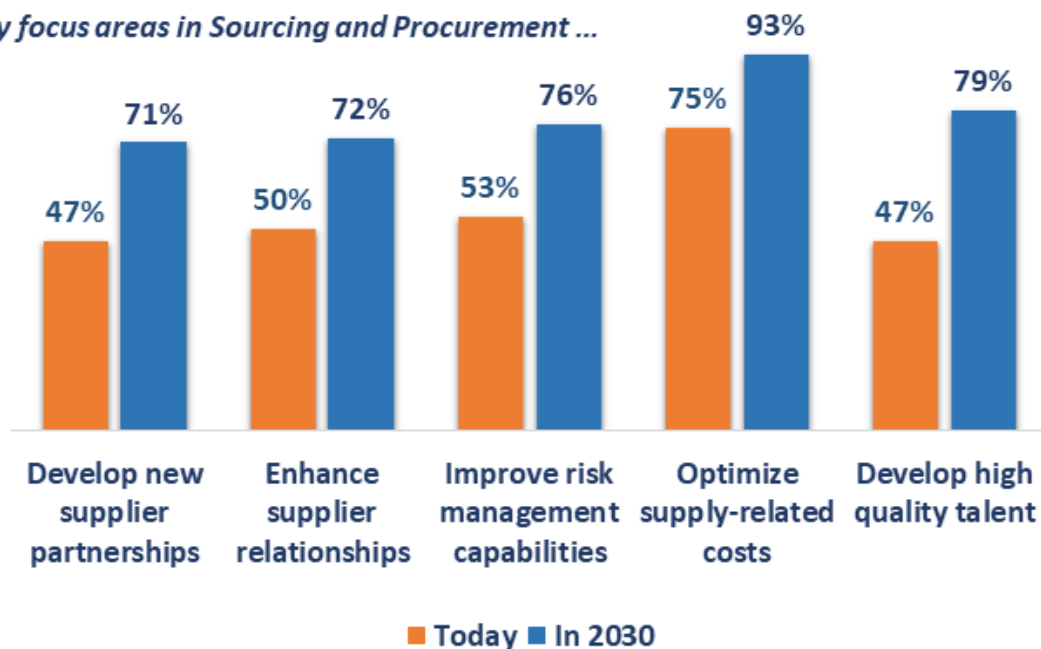 y focus areas in Sourcing and Procurement ...
93%
71%
72%
76%
75%
79%
47%
50%
53%
47%
Develop new
supplier
partnerships
Enhance
supplier
relationships
Improve risk
management
capabilities
Optimize
supply-related
costs
Develop high
quality talent
Today In 2030